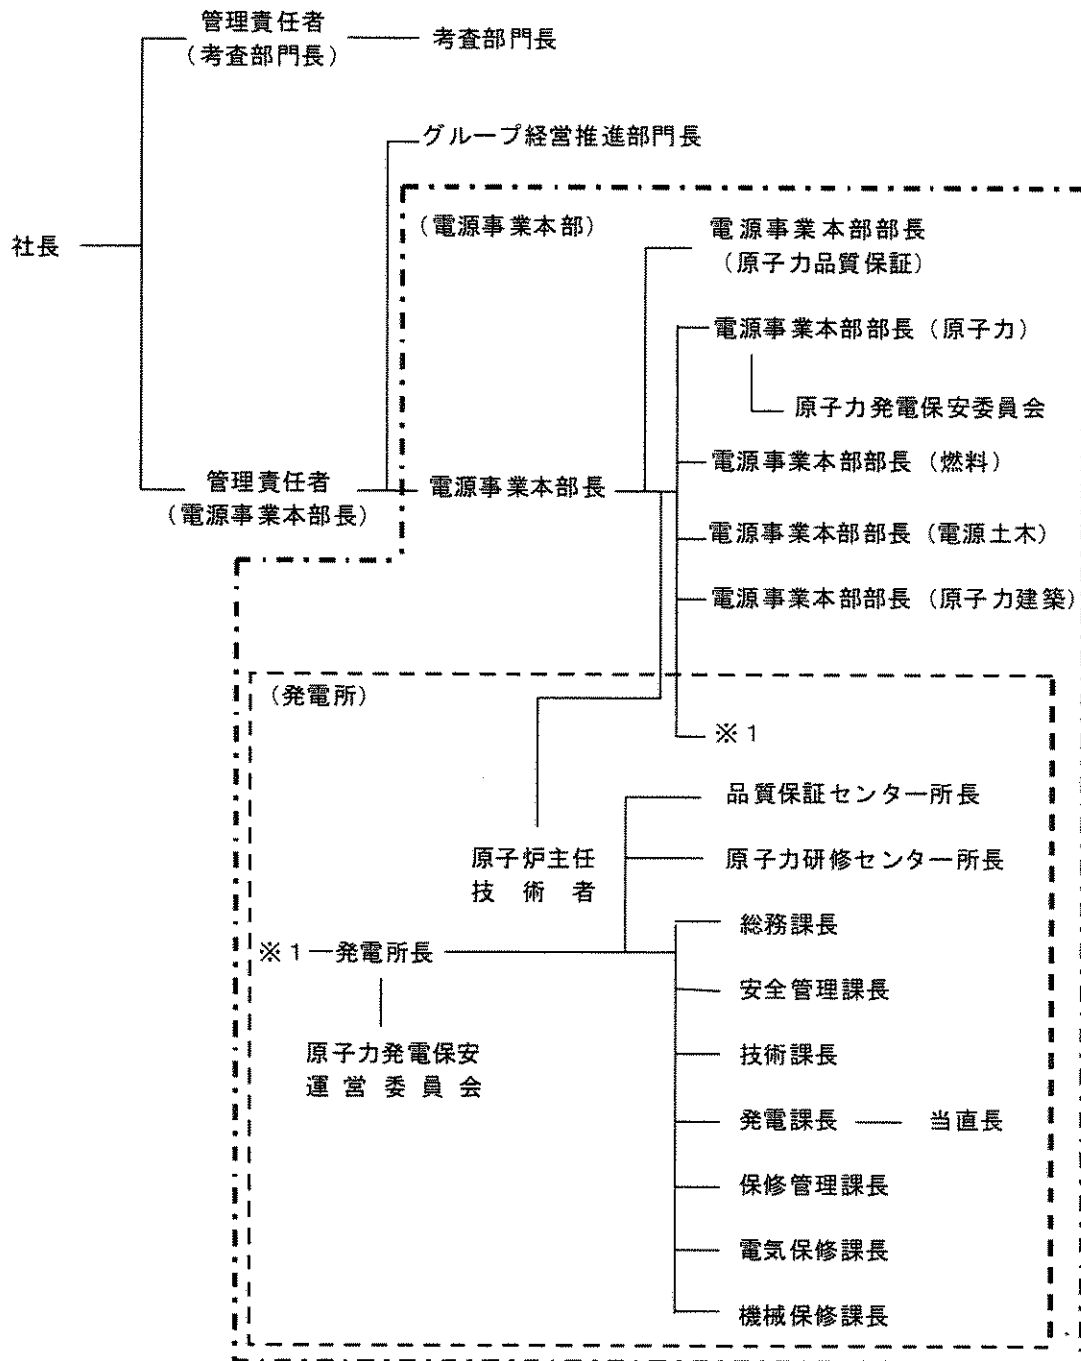 管理責任者
（考査部門長）
考査部門長
グループ経営推進部門長
社長
（電源事業本部）
電源事業本部部長
（原子力品質保証）
電源事業本部部長（原子力）
原子力発電保安委員会
管理責任者
（電源事業本部長）
電源事業本部長
電源事業本部部長（燃料）
電源事業本部部長（電源土木）
電源事業本部部長（原子力建築）
（発電所）
※１
品質保証センター所長
原子炉主任
技術者
原子力研修センター所長
総務課長
※１
発電所長
安全管理課長
原子力発電保安
運営委員会
技術課長
発電課長
当直長
保修管理課長
電気保修課長
機械保修課長